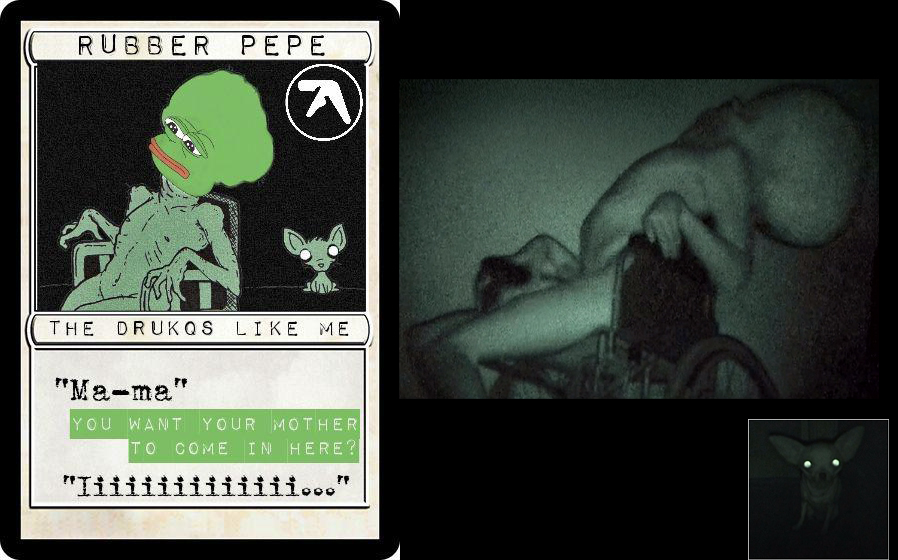 RUBBER PEPE
THE DRUKQS LIKE ME
"Ma-ma"
YOU WANT YOUR MOTHER
TO COME IN HERE?
"Iiiiiiiiiiiiii..."